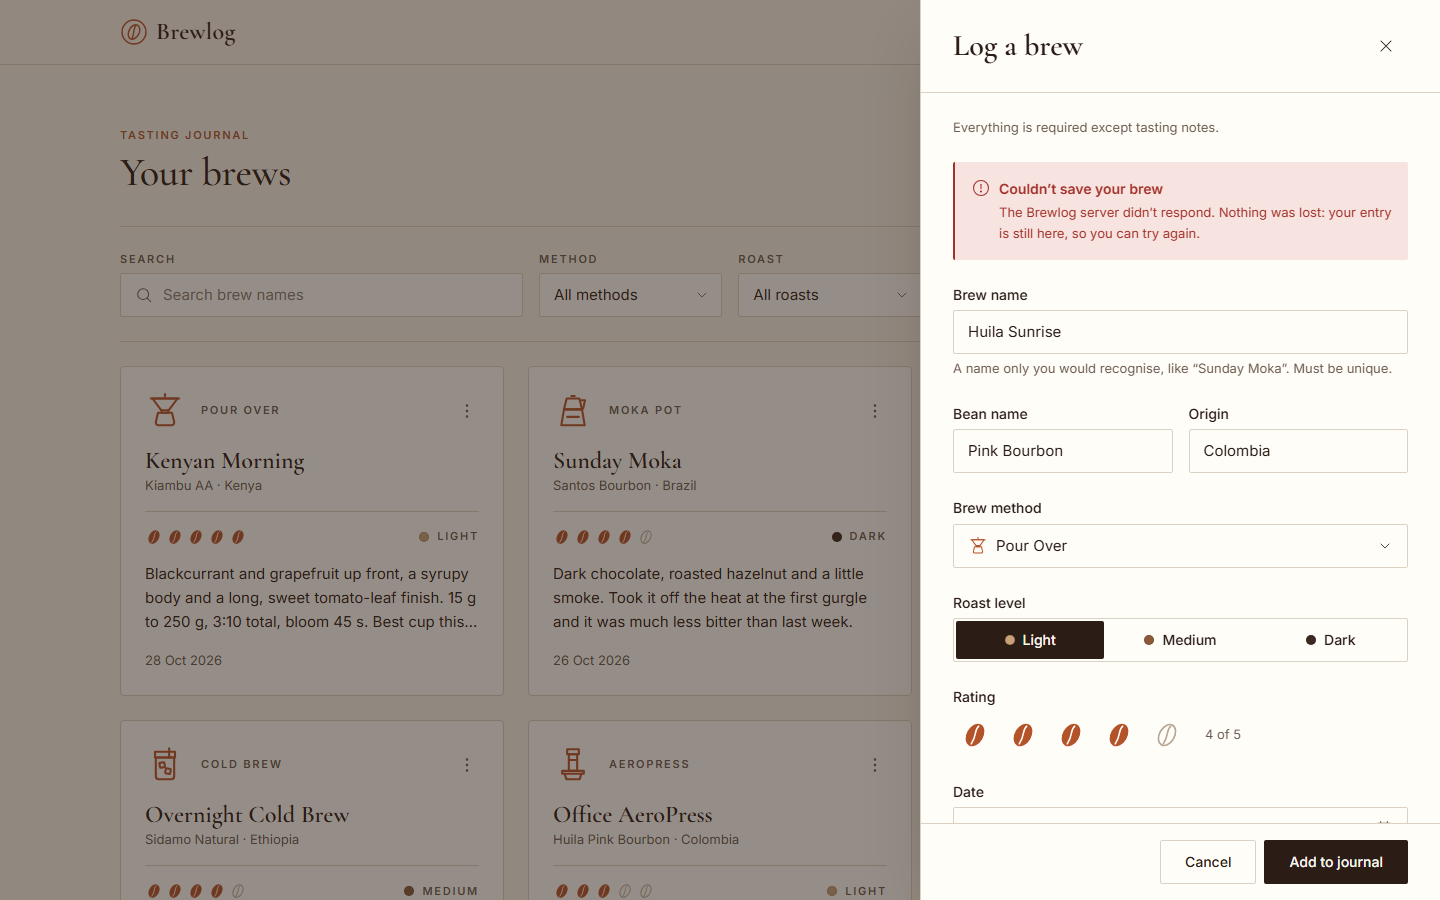 Brewlog
TASTING JOURNAL
Your brews
SEARCH
Search brew names
METHOD
All methods
ROAST
All roasts
POUR OVER
Kenyan Morning
Kiambu AA · Kenya
LIGHT
Blackcurrant and grapefruit up front, a syrupy
body and a long, sweet tomato-leaf finish. 15 g
to 250 g, 3:10 total, bloom 45 s. Best cup this...
28 Oct 2026
MOKA POT
Sunday Moka
Santos Bourbon · Brazil
DARK
Dark chocolate, roasted hazelnut and a little
smoke. Took it off the heat at the first gurgle
and it was much less bitter than last week.
26 Oct 2026
COLD BREW
Overnight Cold Brew
Sidamo Natural · Ethiopia
MEDIUM
AEROPRESS
Office AeroPress
Huila Pink Bourbon · Colombia
LIGHT
Log a brew
Everything is required except tasting notes.
Couldn’t save your brew
The Brewlog server didn’t respond. Nothing was lost: your entry
is still here, so you can try again.
Brew name
Huila Sunrise
A name only you would recognise, like “Sunday Moka”. Must be unique.
Bean name
Pink Bourbon
Origin
Colombia
Brew method
Pour Over
Roast level
Light
Medium
Dark
Rating
4 of 5
Date
Cancel
Add to journal